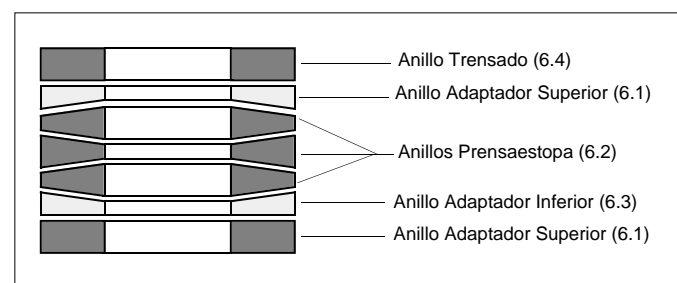 Anillo Trensado (6.4)
Anillo Adaptador Superior (6.1)
Anillos Prensaestopa (6.2)
Anillo Adaptador Inferior (6.3)
Anillo Adaptador Superior (6.1)